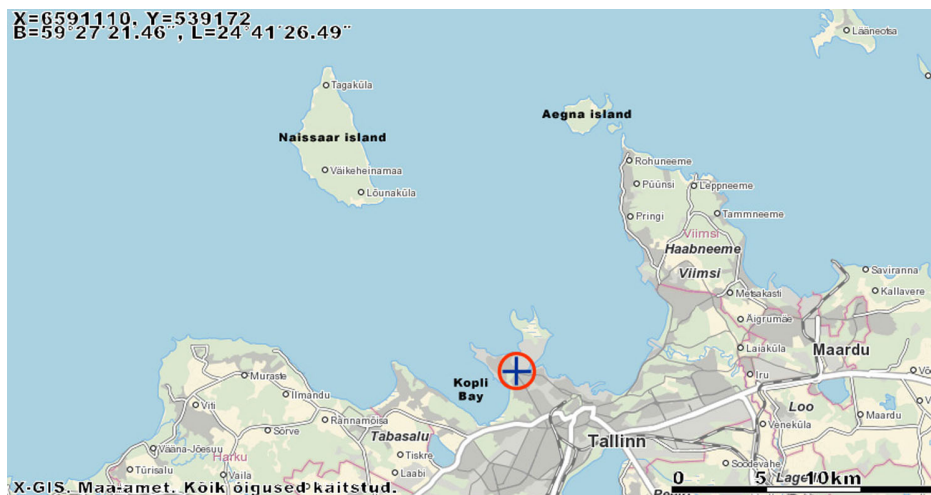 X=6591110, Y=539172
B=59°27'21.46", L=24°41'26.49"
Lääneotsa
Tagaküla
Aegna island
Naissaar island
Rohuneeme
Väikeheinamaa
Püünsi
Leppneeme
Lõunaküla
Pringi
Tammneeme
Viimsi
Haabneeme
Viimsi
Saviranna
Metsakasti
Kallavere
Äigrumäe
Laiaküla
Maardu
Kopli
Bay
Muraste
Iru
Ilmandu
Viti
Loo
Rannamõisa
Maardu
Sõrve
Tabasalu
Veneküla
Tallinn
Vääna-Jõesuu
Tiskre
Harku
Soodevahe
Türisalu
Vaila
Laabi
0 5 10km
X-GIS. Maa-amet. Kõik õigused kaitstud.